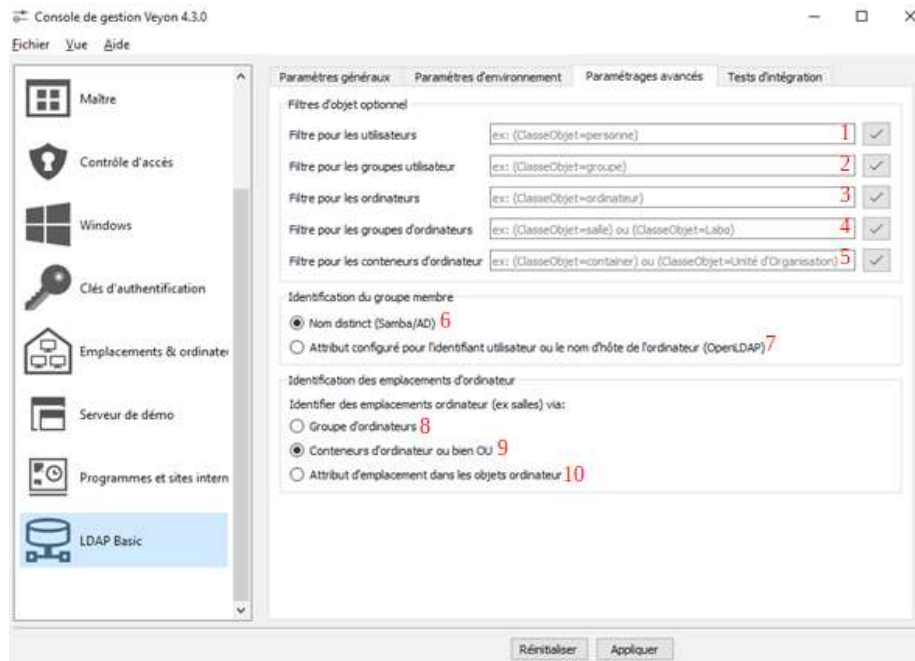 Console de gestion Veyon 4.3.0
Fichier Vue Aide
Maître
Contrôle d'accès
Windows
Clés d'authentification
Emplacements & ordinate
Serveur de démo
Programmes et sites intern
LDAP Basic
Paramètres généraux Paramètres d'environnement Paramétrages avancés Tests d'intégration
Filtres d'objet optionnel
Filtre pour les utilisateurs ex: (ClasseObjet=personne) 1
Filtre pour les groupes utilisateur ex: (ClasseObjet=groupe) 2
Filtre pour les ordinateurs ex: (ClasseObjet=ordinateur) 3
Filtre pour les groupes d'ordinateurs ex: (ClasseObjet=salle) ou (ClasseObjet=Labo) 4
Filtre pour les conteneurs d'ordinateur ex: (ClasseObjet=container) ou (ClasseObjet=Unité d'Organisation) 5
Identification du groupe membre
Nom distinct (Samba/AD) 6
Attribut configuré pour l'identifiant utilisateur ou le nom d'hôte de l'ordinateur (OpenLDAP) 7
Identification des emplacements d'ordinateur
Identifier des emplacements ordinateur (ex salles) via:
Groupe d'ordinateurs 8
Conteneurs d'ordinateur ou bien OU 9
Attribut d'emplacement dans les objets ordinateur 10
Réinitialiser Appliquer